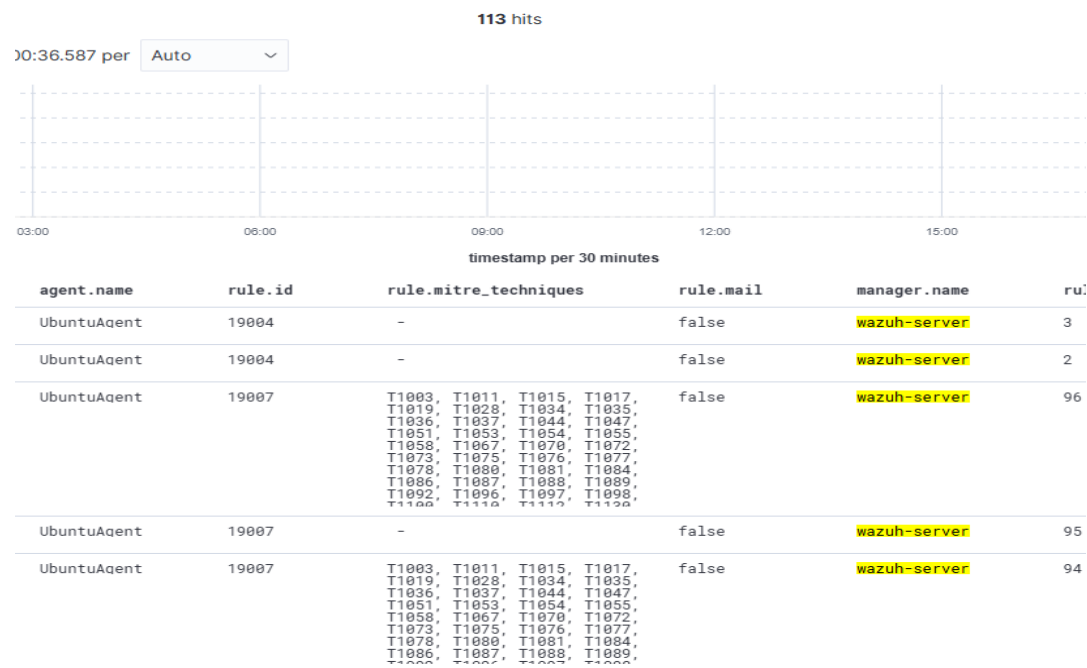 113 hits
00:36.587 per Auto
03:00 06:00 09:00 12:00 15:00
timestamp per 30 minutes
agent.name rule.id rule.mitre_techniques rule.mail manager.name rul
UbuntuAgent 19004 - false wazuh-server 3
UbuntuAgent 19004 - false wazuh-server 2
UbuntuAgent 19007 T1003, T1011, T1015, T1017, false wazuh-server 96
T1019, T1028, T1034, T1035,
T1036, T1037, T1044, T1047,
T1051, T1053, T1054, T1055,
T1058, T1067, T1070, T1072,
T1073, T1075, T1076, T1077,
T1078, T1080, T1081, T1084,
T1086, T1087, T1088, T1089,
T1092, T1096, T1097, T1098,
T1100, T1110, T1112, T1130,
UbuntuAgent 19007 - false wazuh-server 95
UbuntuAgent 19007 T1003, T1011, T1015, T1017, false wazuh-server 94
T1019, T1028, T1034, T1035,
T1036, T1037, T1044, T1047,
T1051, T1053, T1054, T1055,
T1058, T1067, T1070, T1072,
T1073, T1075, T1076, T1077,
T1078, T1080, T1081, T1084,
T1086, T1087, T1088, T1089,